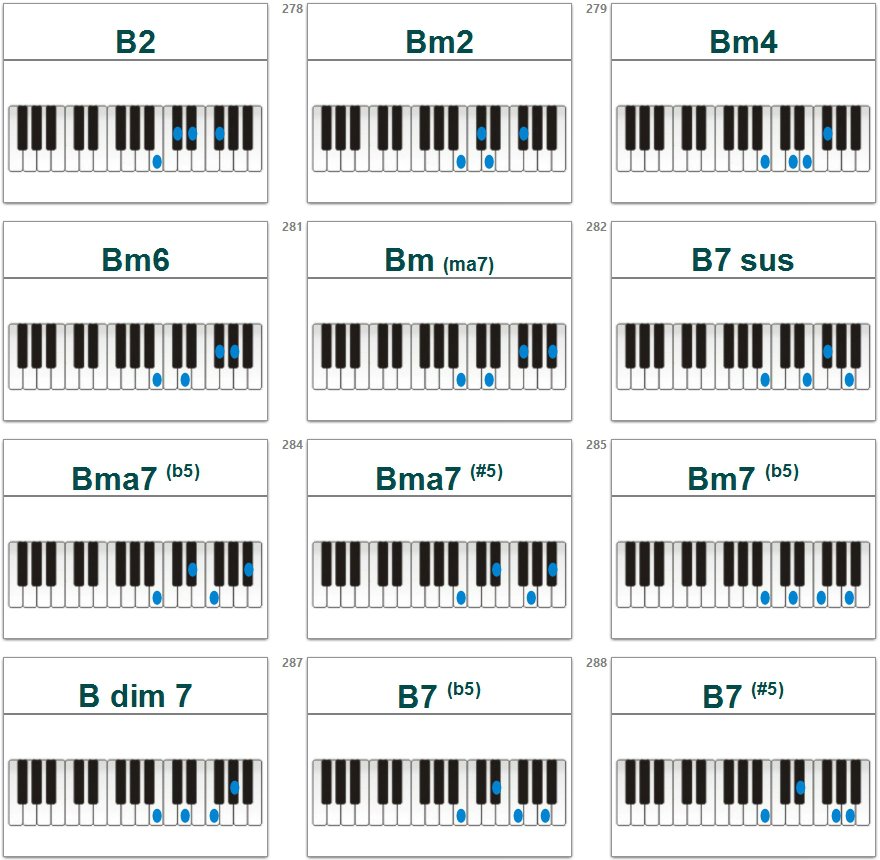 278
279
B2
Bm2
Bm4
281
282
Bm6
Bm (ma7)
B7 sus
284
285
Bma7 (b5)
Bma7 (#5)
Bm7 (b5)
287
288
B dim 7
B7 (b5)
B7 (#5)